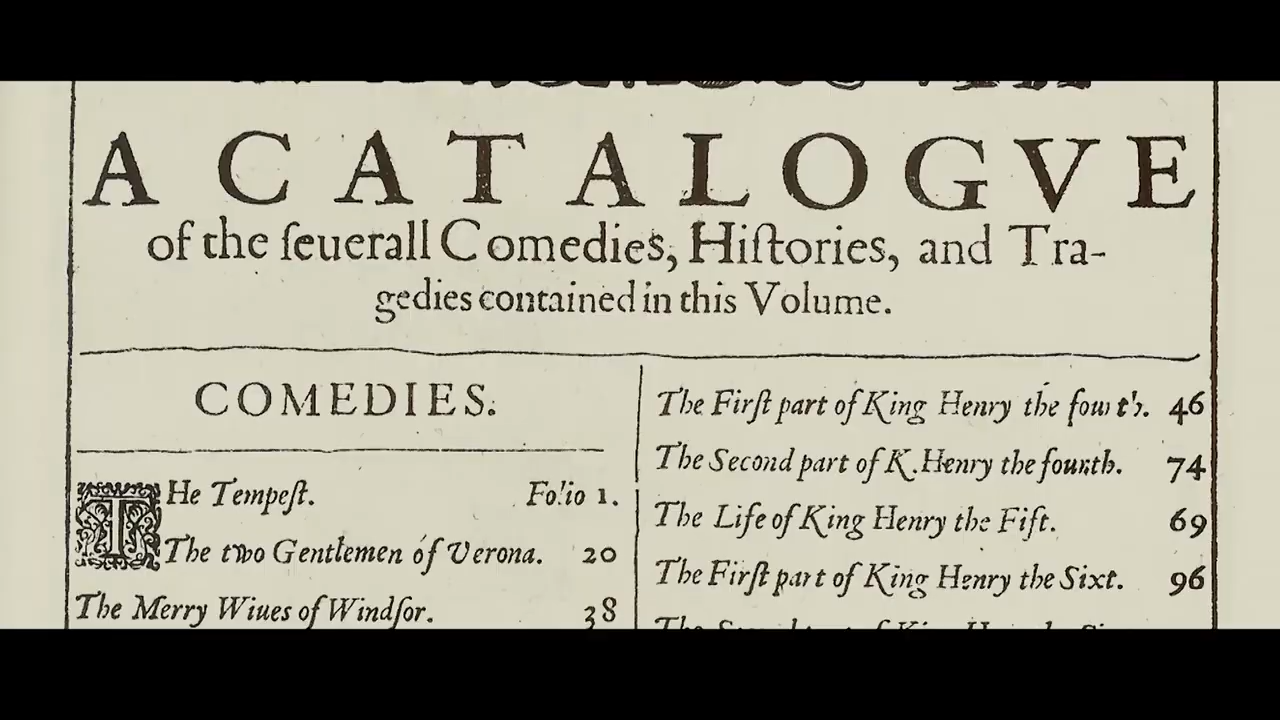 A CATALOGVE
of the ſeuerall Comedies, Hiſtories, and Tra-
gedies contained in this Volume.
COMEDIES.
THe Tempeſt. Folio 1.
The two Gentlemen of Verona. 20
The Merry Wiues of Windſor. 38
The Firſt part of King Henry the fourth. 46
The Second part of K. Henry the fourth. 74
The Life of King Henry the Fift. 69
The Firſt part of King Henry the Sixt. 96